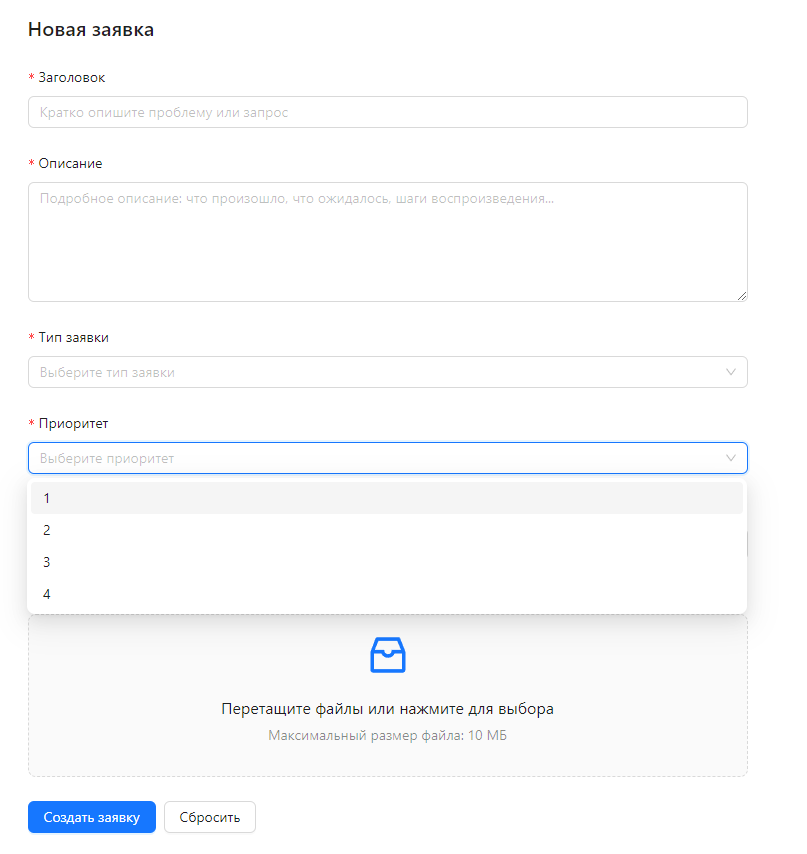 Новая заявка
* Заголовок
Кратко опишите проблему или запрос
* Описание
Подробное описание: что произошло, что ожидалось, шаги воспроизведения...
* Тип заявки
Выберите тип заявки
* Приоритет
Выберите приоритет
1
2
3
4
Перетащите файлы или нажмите для выбора
Максимальный размер файла: 10 МБ
Создать заявку
Сбросить